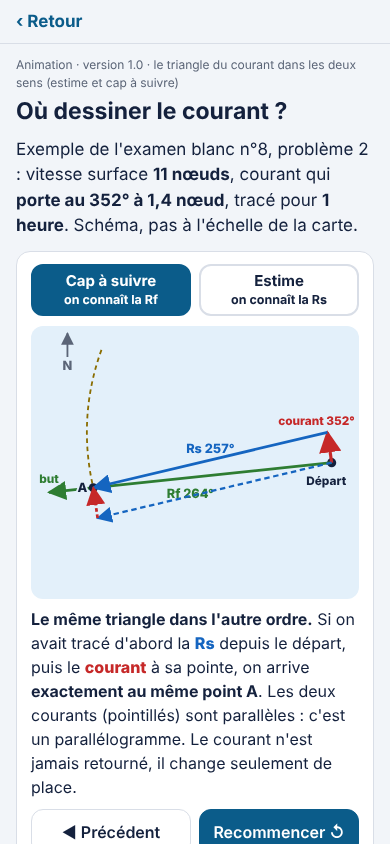 ‹ Retour
Animation · version 1.0 · le triangle du courant dans les deux
sens (estime et cap à suivre)
Où dessiner le courant ?
Exemple de l'examen blanc n°8, problème 2
: vitesse surface 11 nœuds, courant qui
porte au 352° à 1,4 nœud, tracé pour 1
heure. Schéma, pas à l'échelle de la carte.
Cap à suivre
on connaît la Rf
Estime
on connaît la Rs
N
courant 352°
Rs 257°
but
A
Rf 264°
Départ
Le même triangle dans l'autre ordre. Si on
avait tracé d'abord la Rs depuis le départ,
puis le courant à sa pointe, on arrive
exactement au même point A. Les deux
courants (pointillés) sont parallèles : c'est
un parallélogramme. Le courant n'est
jamais retourné, il change seulement de
place.
◀ Précédent
Recommencer ↺